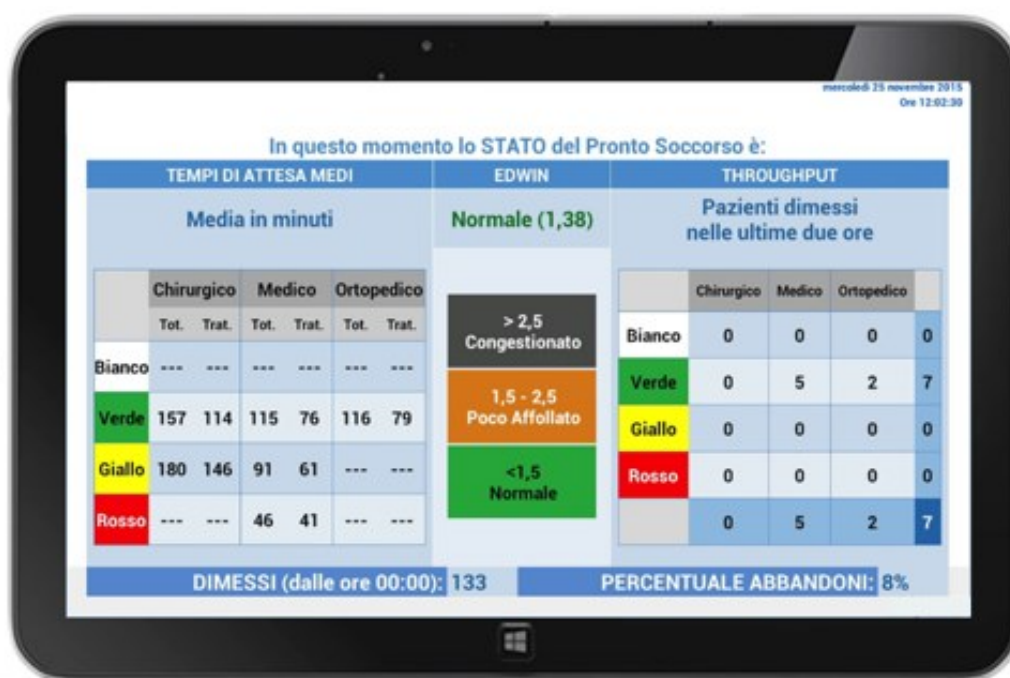 mercoledì 25 novembre 2015
Ore 12:02:30
In questo momento lo STATO del Pronto Soccorso è:
TEMPI DI ATTESA MEDI
Media in minuti
Chirurgico Medico Ortopedico
Tot. Trat. Tot. Trat. Tot. Trat.
Bianco --- --- --- --- --- ---
Verde 157 114 115 76 116 79
Giallo 180 146 91 61 --- ---
Rosso --- --- 46 41 --- ---
EDWIN
Normale (1,38)
> 2,5
Congestionato
1,5 - 2,5
Poco Affollato
<1,5
Normale
THROUGHPUT
Pazienti dimessi
nelle ultime due ore
Chirurgico Medico Ortopedico
Bianco 0 0 0 0
Verde 0 5 2 7
Giallo 0 0 0 0
Rosso 0 0 0 0
0 5 2 7
DIMESSI (dalle ore 00:00): 133
PERCENTUALE ABBANDONI: 8%